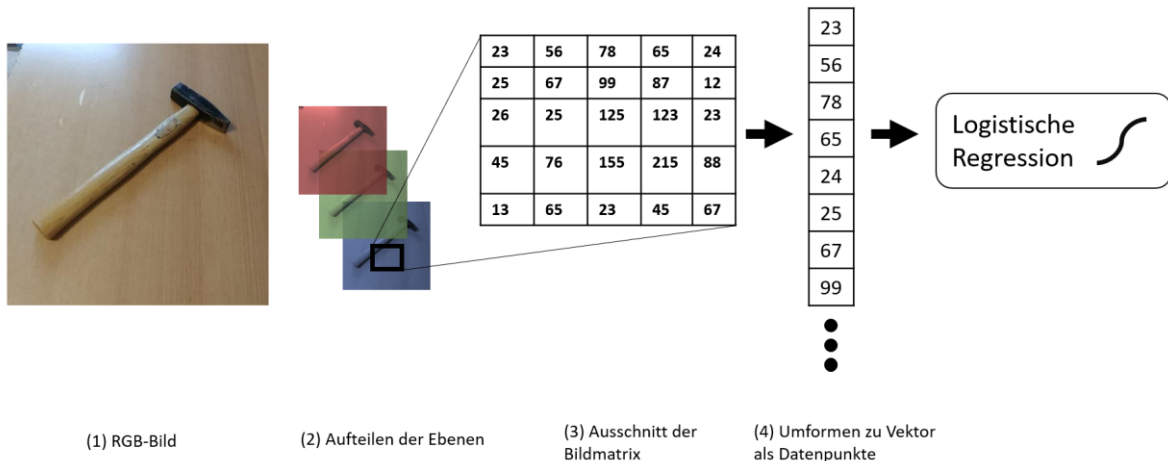 23 56 78 65 24
25 67 99 87 12
26 25 125 123 23
45 76 155 215 88
13 65 23 45 67
23
56
78
65
24
25
67
99
Logistische
Regression
(1) RGB-Bild
(2) Aufteilen der Ebenen
(3) Ausschnitt der
Bildmatrix
(4) Umformen zu Vektor
als Datenpunkte